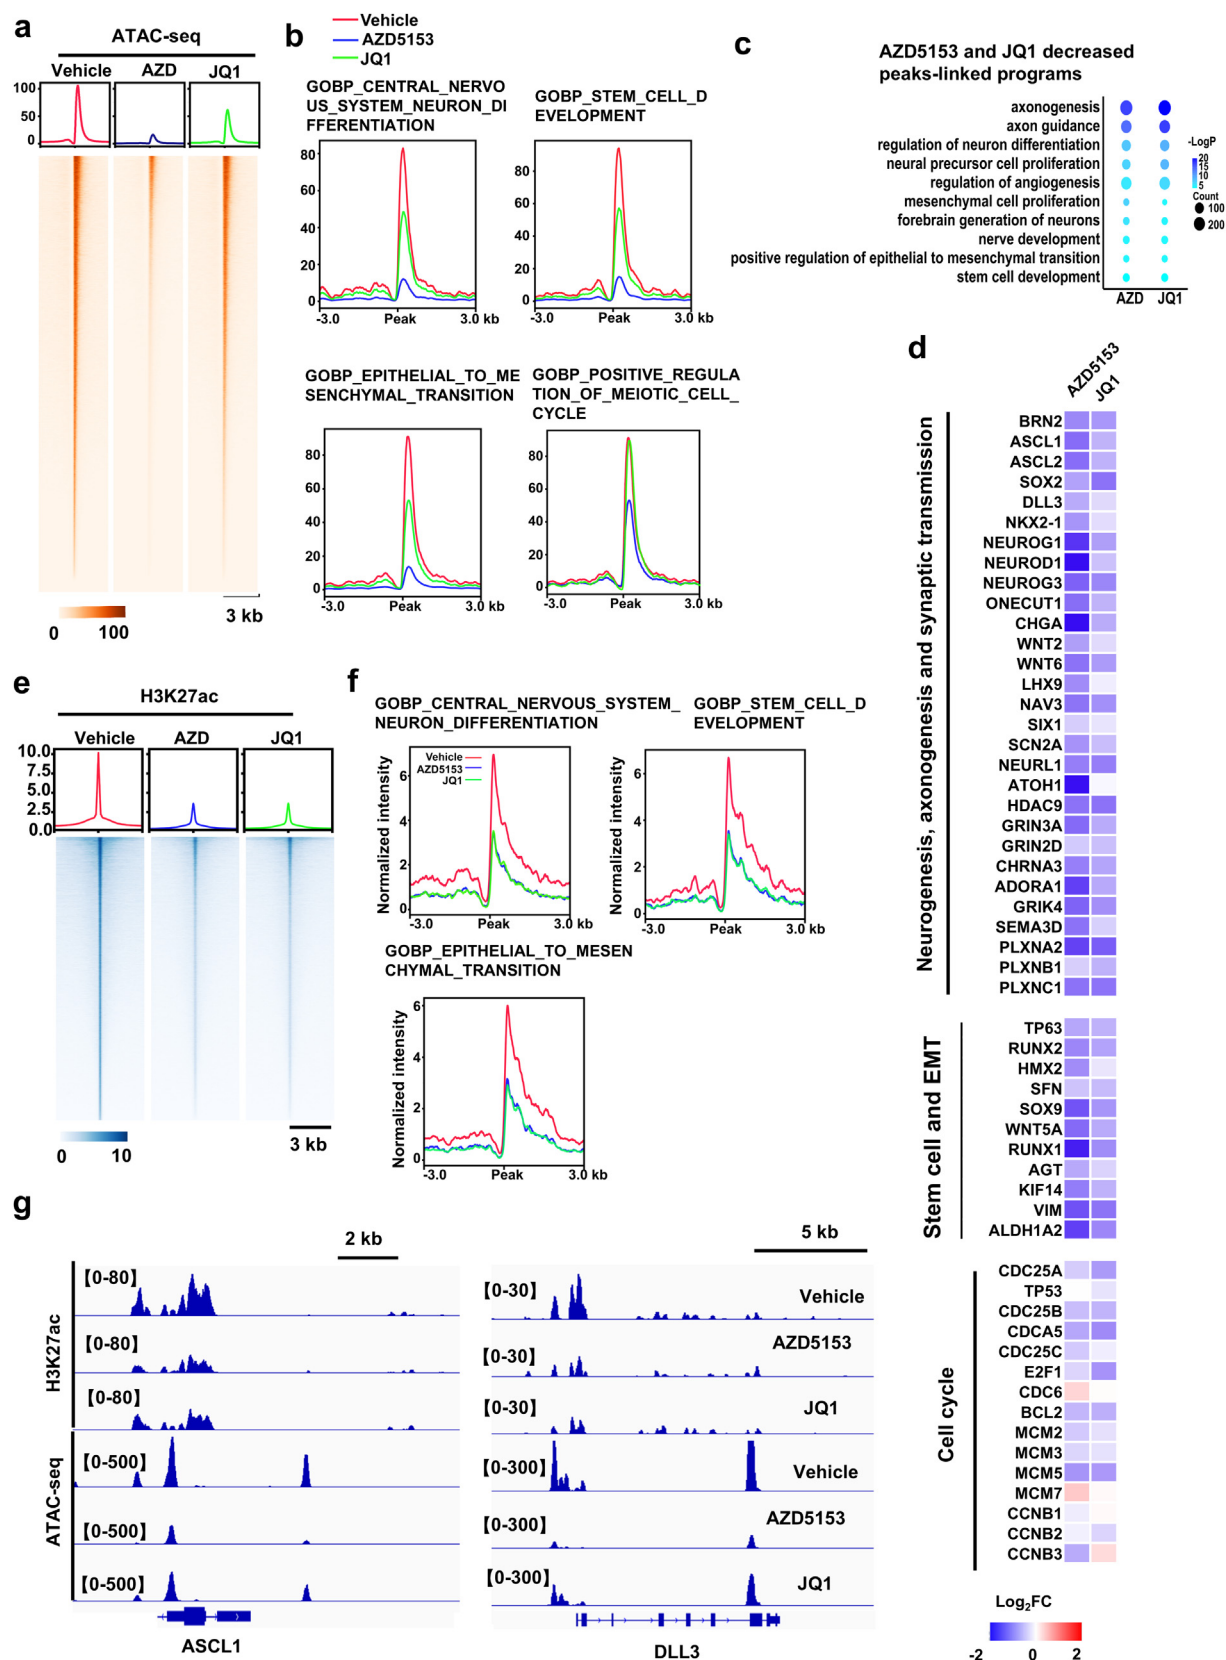 a
ATAC-seq
Vehicle AZD JQ1
100
50
0
0 100
3 kb
b
Vehicle
AZD5153
JQ1
GOBP_CENTRAL_NERVO
US_SYSTEM_NEURON_DI
FFERENTIATION
80
60
40
20
0
-3.0 Peak 3.0 kb
GOBP_STEM_CELL_D
EVELOPMENT
80
60
40
20
0
-3.0 Peak 3.0 kb
GOBP_EPITHELIAL_TO_ME
SENCHYMAL_TRANSITION
80
60
40
20
0
-3.0 Peak 3.0 kb
GOBP_POSITIVE_REGULA
TION_OF_MEIOTIC_CELL_
CYCLE
80
60
40
20
0
-3.0 Peak 3.0 kb
c
AZD5153 and JQ1 decreased
peaks-linked programs
axonogenesis
axon guidance
regulation of neuron differentiation
neural precursor cell proliferation
regulation of angiogenesis
mesenchymal cell proliferation
forebrain generation of neurons
nerve development
positive regulation of epithelial to mesenchymal transition
stem cell development
AZD JQ1
-LogP
20
15
10
5
Count
100
200
d
AZD5153
JQ1
Neurogenesis, axonogenesis and synaptic transmission
BRN2
ASCL1
ASCL2
SOX2
DLL3
NKX2-1
NEUROG1
NEUROD1
NEUROG3
ONECUT1
CHGA
WNT2
WNT6
LHX9
NAV3
SIX1
SCN2A
NEURL1
ATOH1
HDAC9
GRIN3A
GRIN2D
CHRNA3
ADORA1
GRIK4
SEMA3D
PLXNA2
PLXNB1
PLXNC1
Stem cell and EMT
TP63
RUNX2
HMX2
SFN
SOX9
WNT5A
RUNX1
AGT
KIF14
VIM
ALDH1A2
Cell cycle
CDC25A
TP53
CDC25B
CDCA5
CDC25C
E2F1
CDC6
BCL2
MCM2
MCM3
MCM5
MCM7
CCNB1
CCNB2
CCNB3
Log2FC
-2 0 2
e
H3K27ac
Vehicle AZD JQ1
10.0
7.5
5.0
2.5
0.0
0 10
3 kb
f
GOBP_CENTRAL_NERVOUS_SYSTEM_
NEURON_DIFFERENTIATION
Normalized intensity
Vehicle
AZD5153
JQ1
6
4
2
0
-3.0 Peak 3.0 kb
GOBP_STEM_CELL_D
EVELOPMENT
Normalized intensity
6
4
2
0
-3.0 Peak 3.0 kb
GOBP_EPITHELIAL_TO_MESEN
CHYMAL_TRANSITION
Normalized intensity
6
4
2
0
-3.0 Peak 3.0 kb
g
2 kb
5 kb
H3K27ac
【0-80】
【0-80】
【0-80】
ATAC-seq
【0-500】
【0-500】
【0-500】
ASCL1
【0-30】 Vehicle
【0-30】 AZD5153
【0-30】 JQ1
【0-300】 Vehicle
【0-300】 AZD5153
【0-300】 JQ1
DLL3